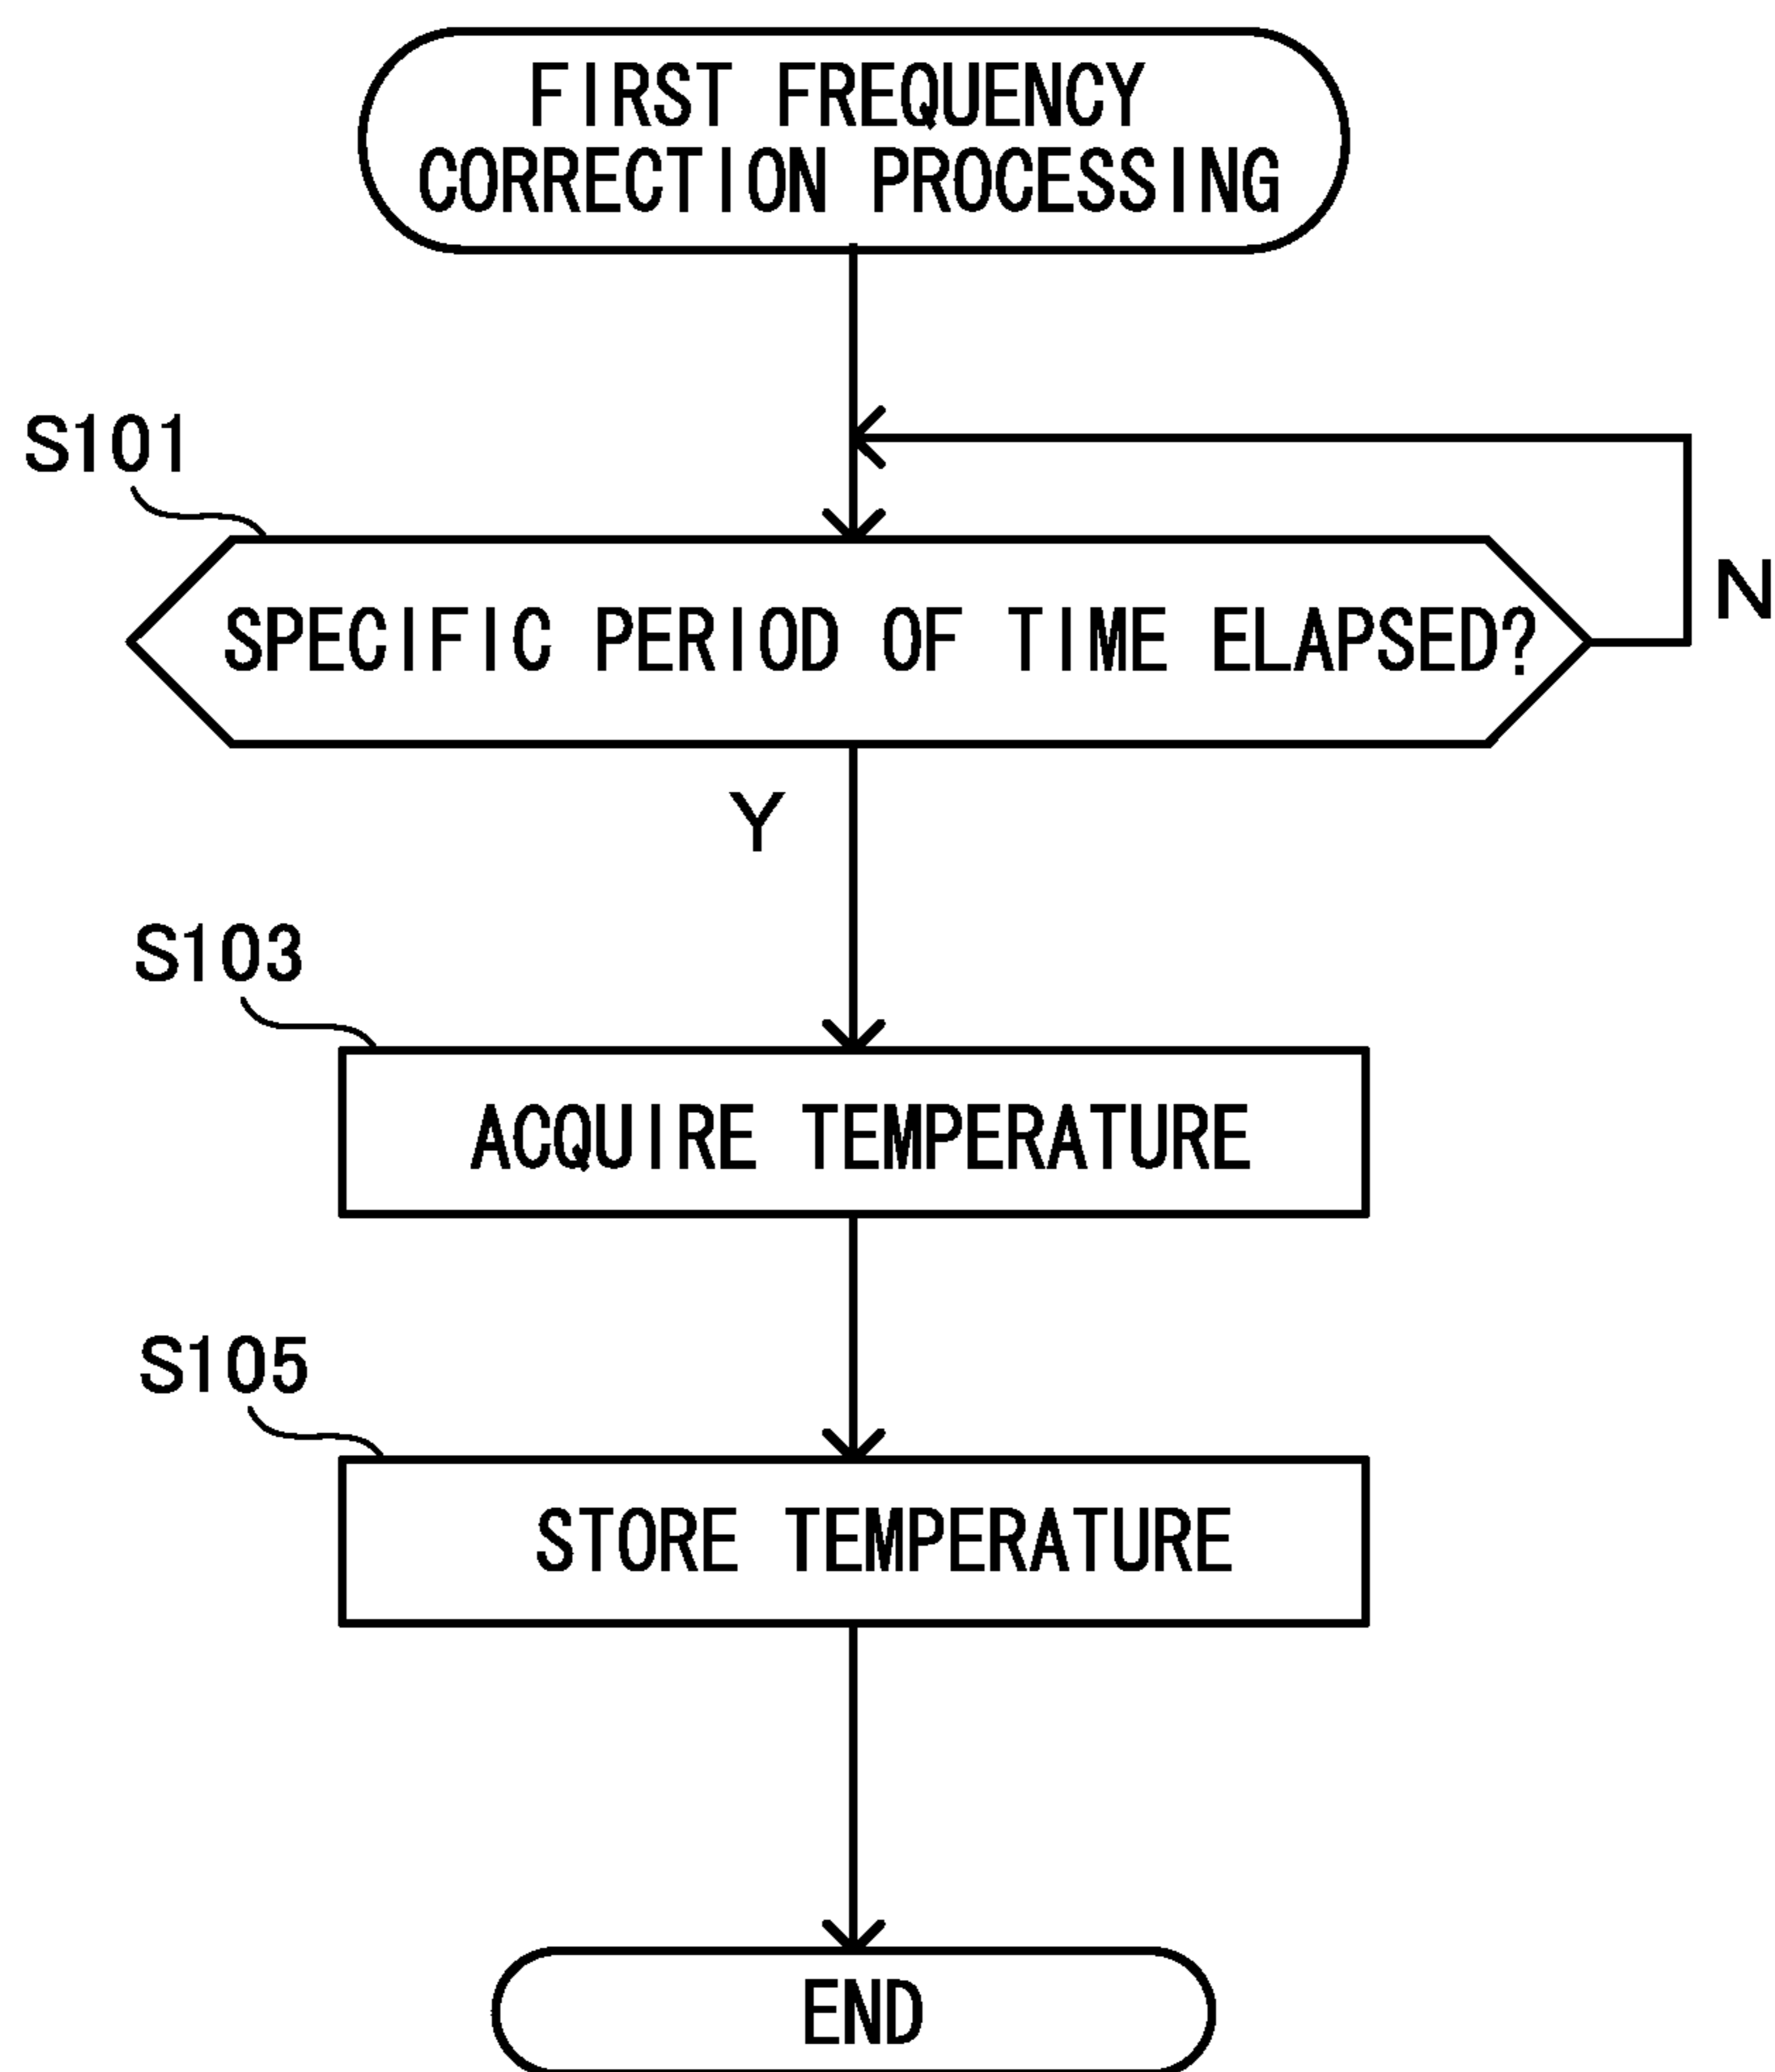 FIRST FREQUENCY
CORRECTION PROCESSING
S101
SPECIFIC PERIOD OF TIME ELAPSED?
N
Y
S103
ACQUIRE TEMPERATURE
S105
STORE TEMPERATURE
END